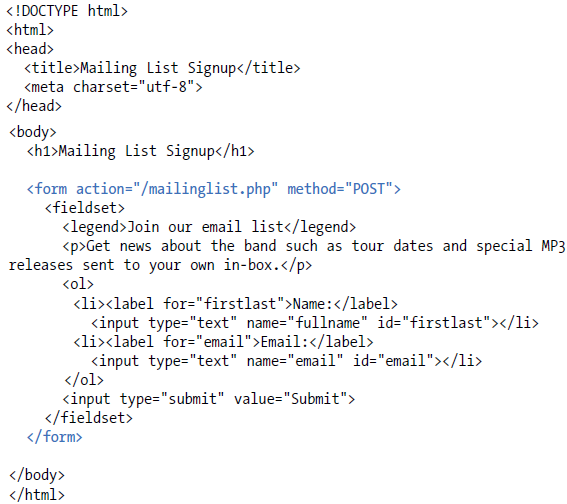 <!DOCTYPE html>
<html>
<head>
<title>Mailing List Signup</title>
<meta charset="utf-8">
</head>
<body>
<h1>Mailing List Signup</h1>
<form action="/mailinglist.php" method="POST">
<fieldset>
<legend>Join our email list</legend>
<p>Get news about the band such as tour dates and special MP3
releases sent to your own in-box.</p>
<ol>
<li><label for="firstlast">Name:</label>
<input type="text" name="fullname" id="firstlast"></li>
<li><label for="email">Email:</label>
<input type="text" name="email" id="email"></li>
</ol>
<input type="submit" value="Submit">
</fieldset>
</form>
</body>
</html>